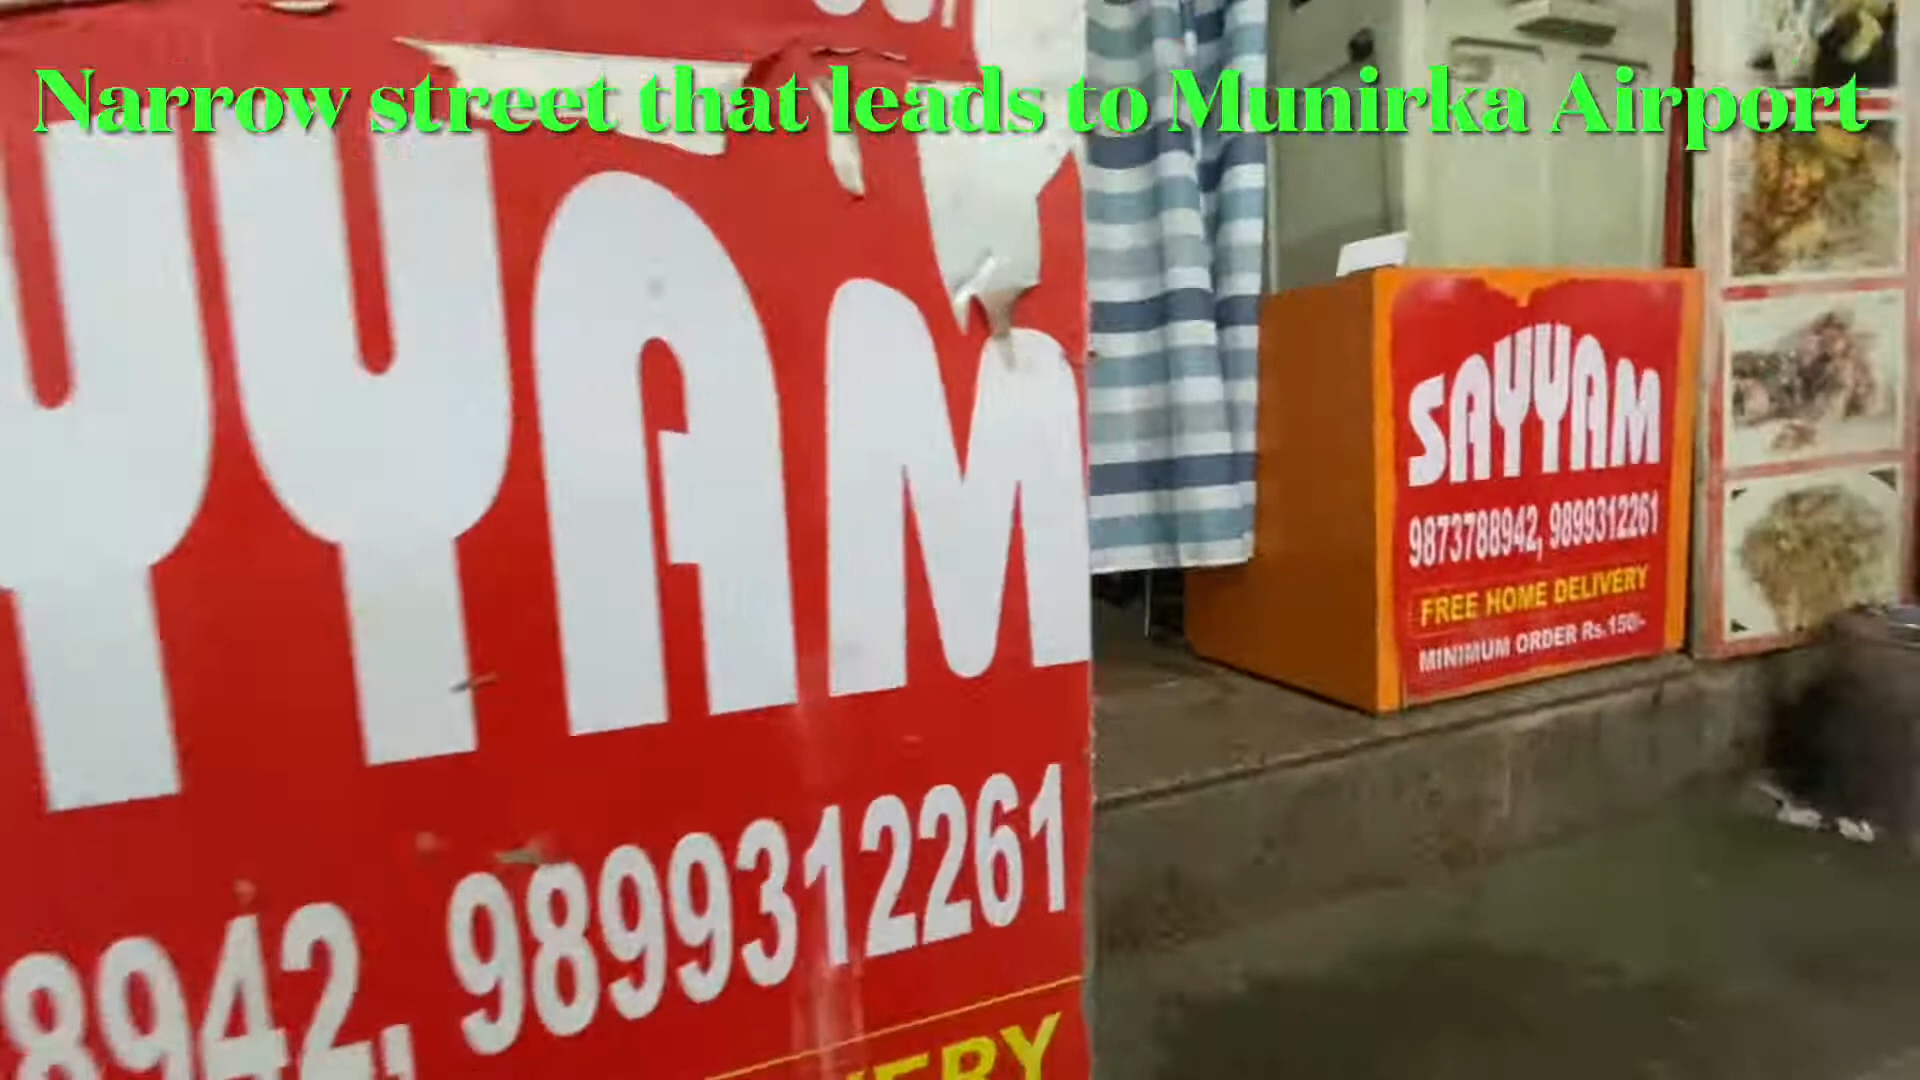 Narrow street that leads to Munirka Airport
YYAM
8942, 9899312261
VERY
SAYYAM
9873788942, 9899312261
FREE HOME DELIVERY
MINIMUM ORDER Rs.150/-